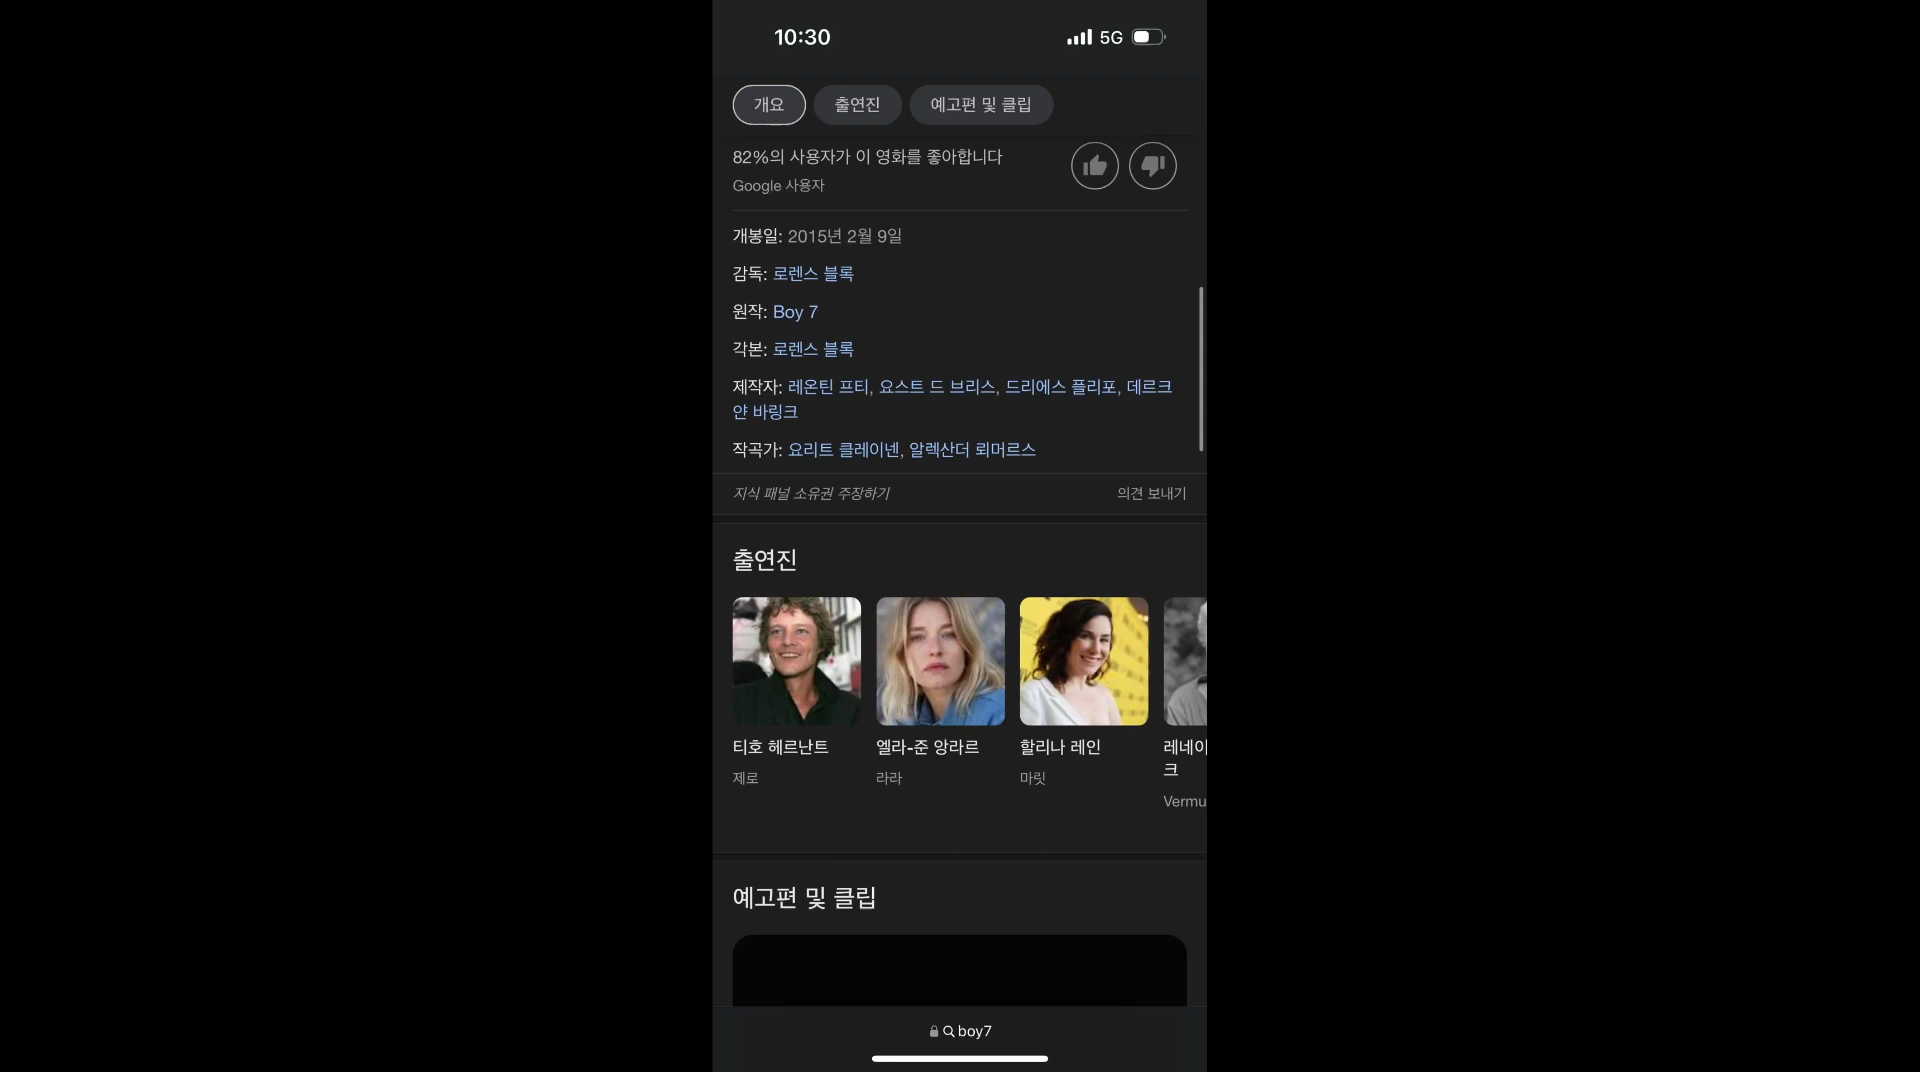 10:30
5G
개요
출연진
예고편 및 클립
82%의 사용자가 이 영화를 좋아합니다
Google 사용자
개봉일: 2015년 2월 9일
감독: 로렌스 블록
원작: Boy 7
각본: 로렌스 블록
제작자: 레온틴 프티, 요스트 드 브리스, 드리에스 플리포, 데르크
얀 바링크
작곡가: 요리트 클레이넨, 알렉산더 뢰머르스
지식 패널 소유권 주장하기
의견 보내기
출연진
티호 헤르난트
엘라-준 앙라르
할리나 레인
레네이
크
제로
라라
마릿
Vermu
예고편 및 클립
boy7